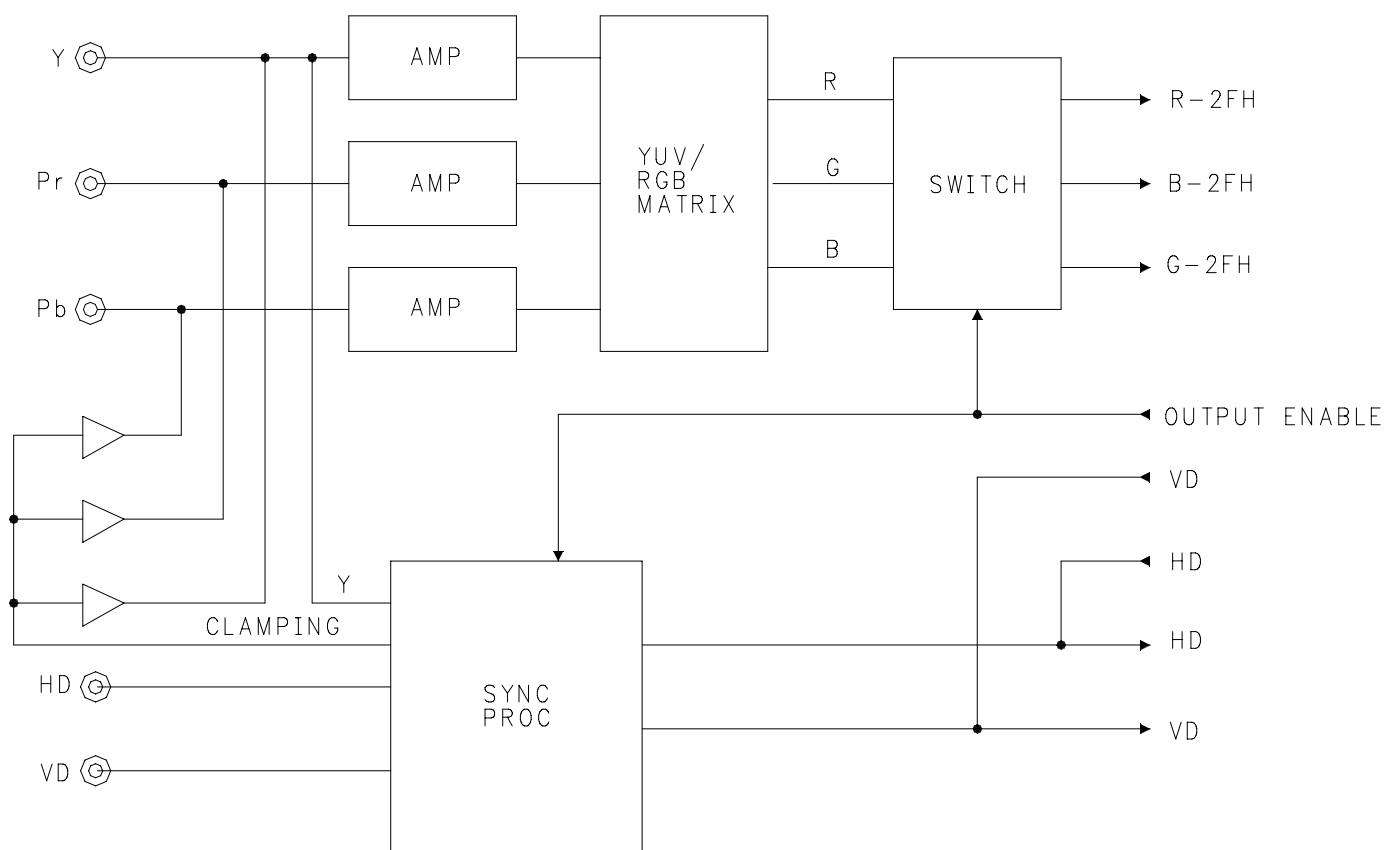 Y
AMP
R
R-2FH
Pr
AMP
YUV/
RGB
MATRIX
G
SWITCH
B-2FH
Pb
AMP
B
G-2FH
OUTPUT ENABLE
VD
HD
Y
CLAMPING
HD
HD
SYNC
PROC
VD
VD